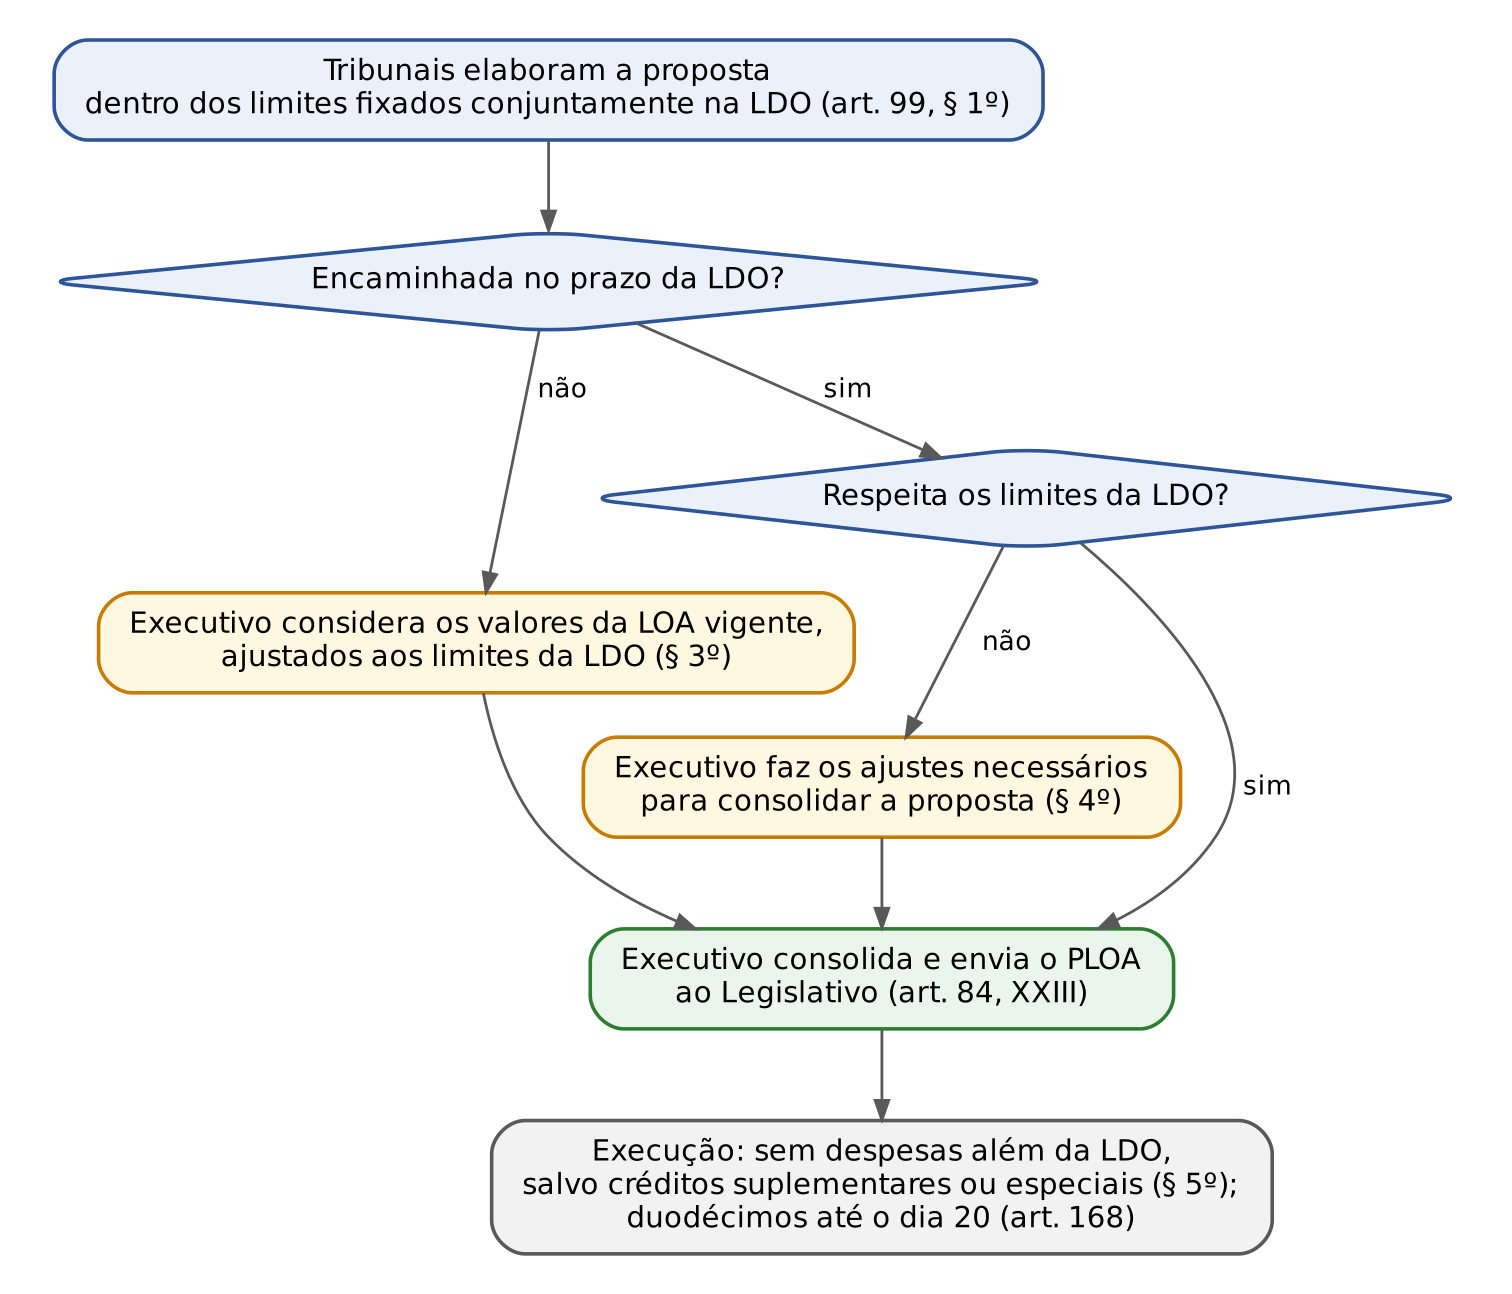 Tribunais elaboram a proposta
dentro dos limites fixados conjuntamente na LDO (art. 99, § 1º)
Encaminhada no prazo da LDO?
não
sim
Respeita os limites da LDO?
Executivo considera os valores da LOA vigente,
ajustados aos limites da LDO (§ 3º)
não
Executivo faz os ajustes necessários
para consolidar a proposta (§ 4º)
sim
Executivo consolida e envia o PLOA
ao Legislativo (art. 84, XXIII)
Execução: sem despesas além da LDO,
salvo créditos suplementares ou especiais (§ 5º);
duodécimos até o dia 20 (art. 168)